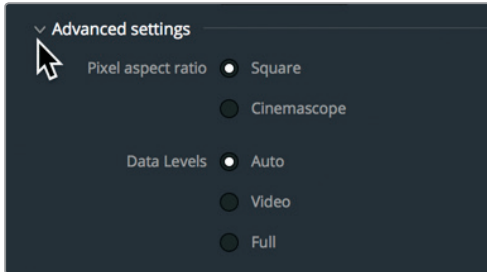 Advanced settings
Pixel aspect ratio Square
Cinemascope
Data Levels Auto
Video
Full